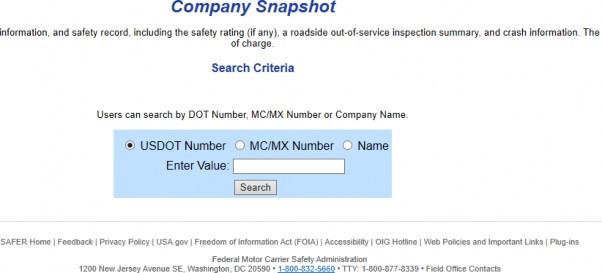 Company Snapshot
information, and safety record, including the safety rating (if any), a roadside out-of-service inspection summary, and crash information. The
of charge.
Search Criteria
Users can search by DOT Number, MC/MX Number or Company Name.
USDOT Number MC/MX Number Name
Enter Value:
Search
SAFER Home | Feedback | Privacy Policy | USA.gov | Freedom of Information Act (FOIA) | Accessibility | OIG Hotline | Web Policies and Important Links | Plug-ins
Federal Motor Carrier Safety Administration
1200 New Jersey Avenue SE, Washington, DC 20590 • 1-800-832-5660 • TTY: 1-800-877-8339 • Field Office Contacts